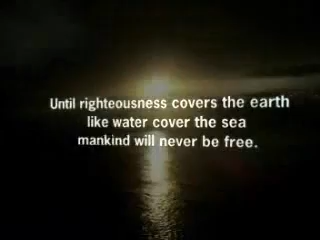 Until righteousness covers the earth
like water cover the sea
mankind will never be free.